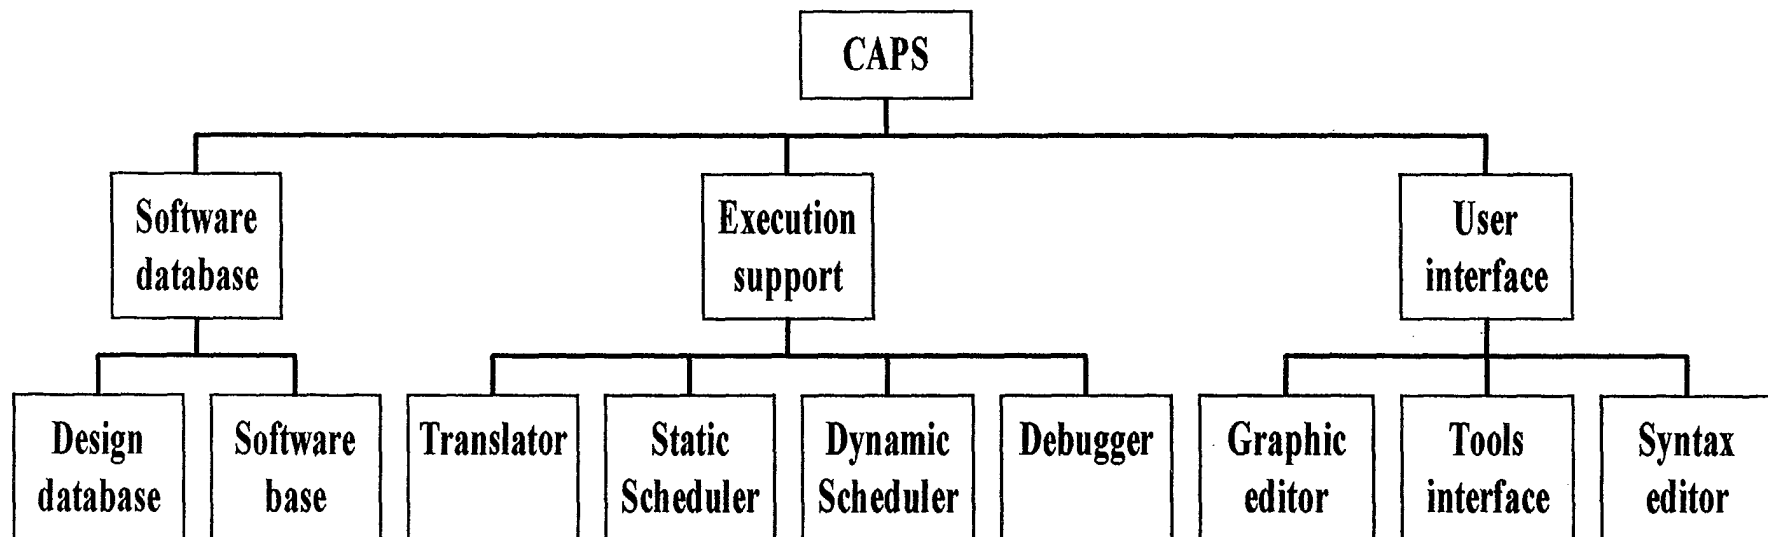 CAPS
Software
database
Execution
support
User
interface
Design
database
Software
base
Translator
Static
Scheduler
Dynamic
Scheduler
Debugger
Graphic
editor
Tools
interface
Syntax
editor